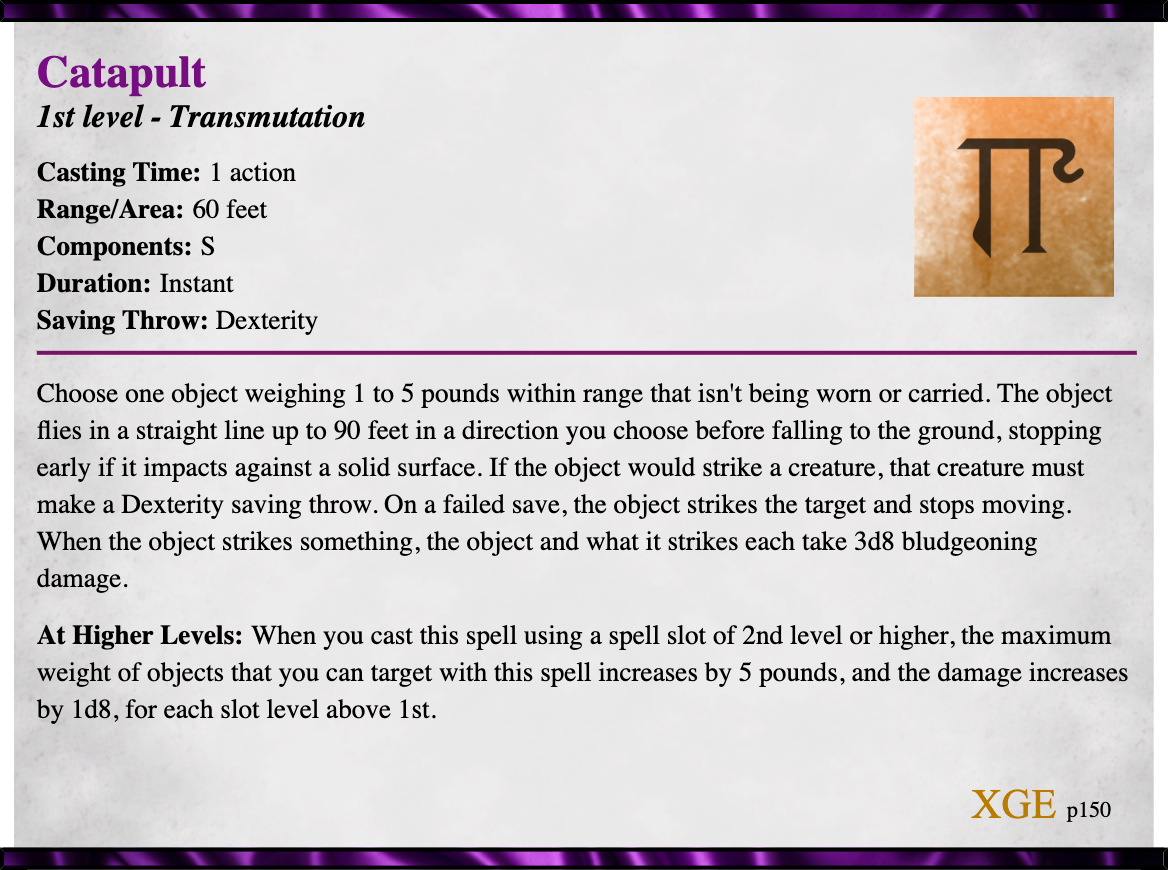 Catapult
1st level - Transmutation
Casting Time: 1 action
Range/Area: 60 feet
Components: S
Duration: Instant
Saving Throw: Dexterity
Choose one object weighing 1 to 5 pounds within range that isn't being worn or carried. The object
flies in a straight line up to 90 feet in a direction you choose before falling to the ground, stopping
early if it impacts against a solid surface. If the object would strike a creature, that creature must
make a Dexterity saving throw. On a failed save, the object strikes the target and stops moving.
When the object strikes something, the object and what it strikes each take 3d8 bludgeoning
damage.
At Higher Levels: When you cast this spell using a spell slot of 2nd level or higher, the maximum
weight of objects that you can target with this spell increases by 5 pounds, and the damage increases
by 1d8, for each slot level above 1st.
XGE p150